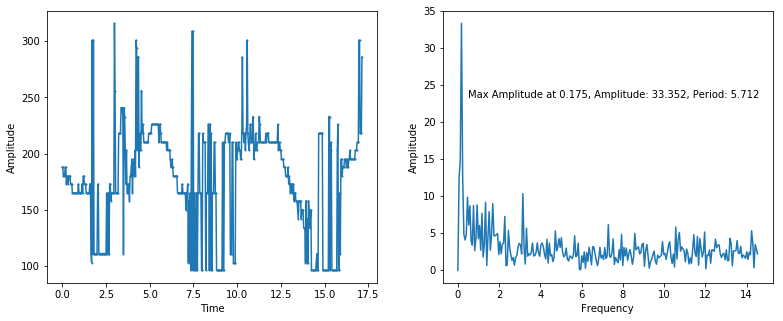 300
250
200
150
100
Amplitude
0.0 2.5 5.0 7.5 10.0 12.5 15.0 17.5
Time
35
30
25
20
15
10
5
0
Amplitude
Max Amplitude at 0.175, Amplitude: 33.352, Period: 5.712
0 2 4 6 8 10 12 14
Frequency